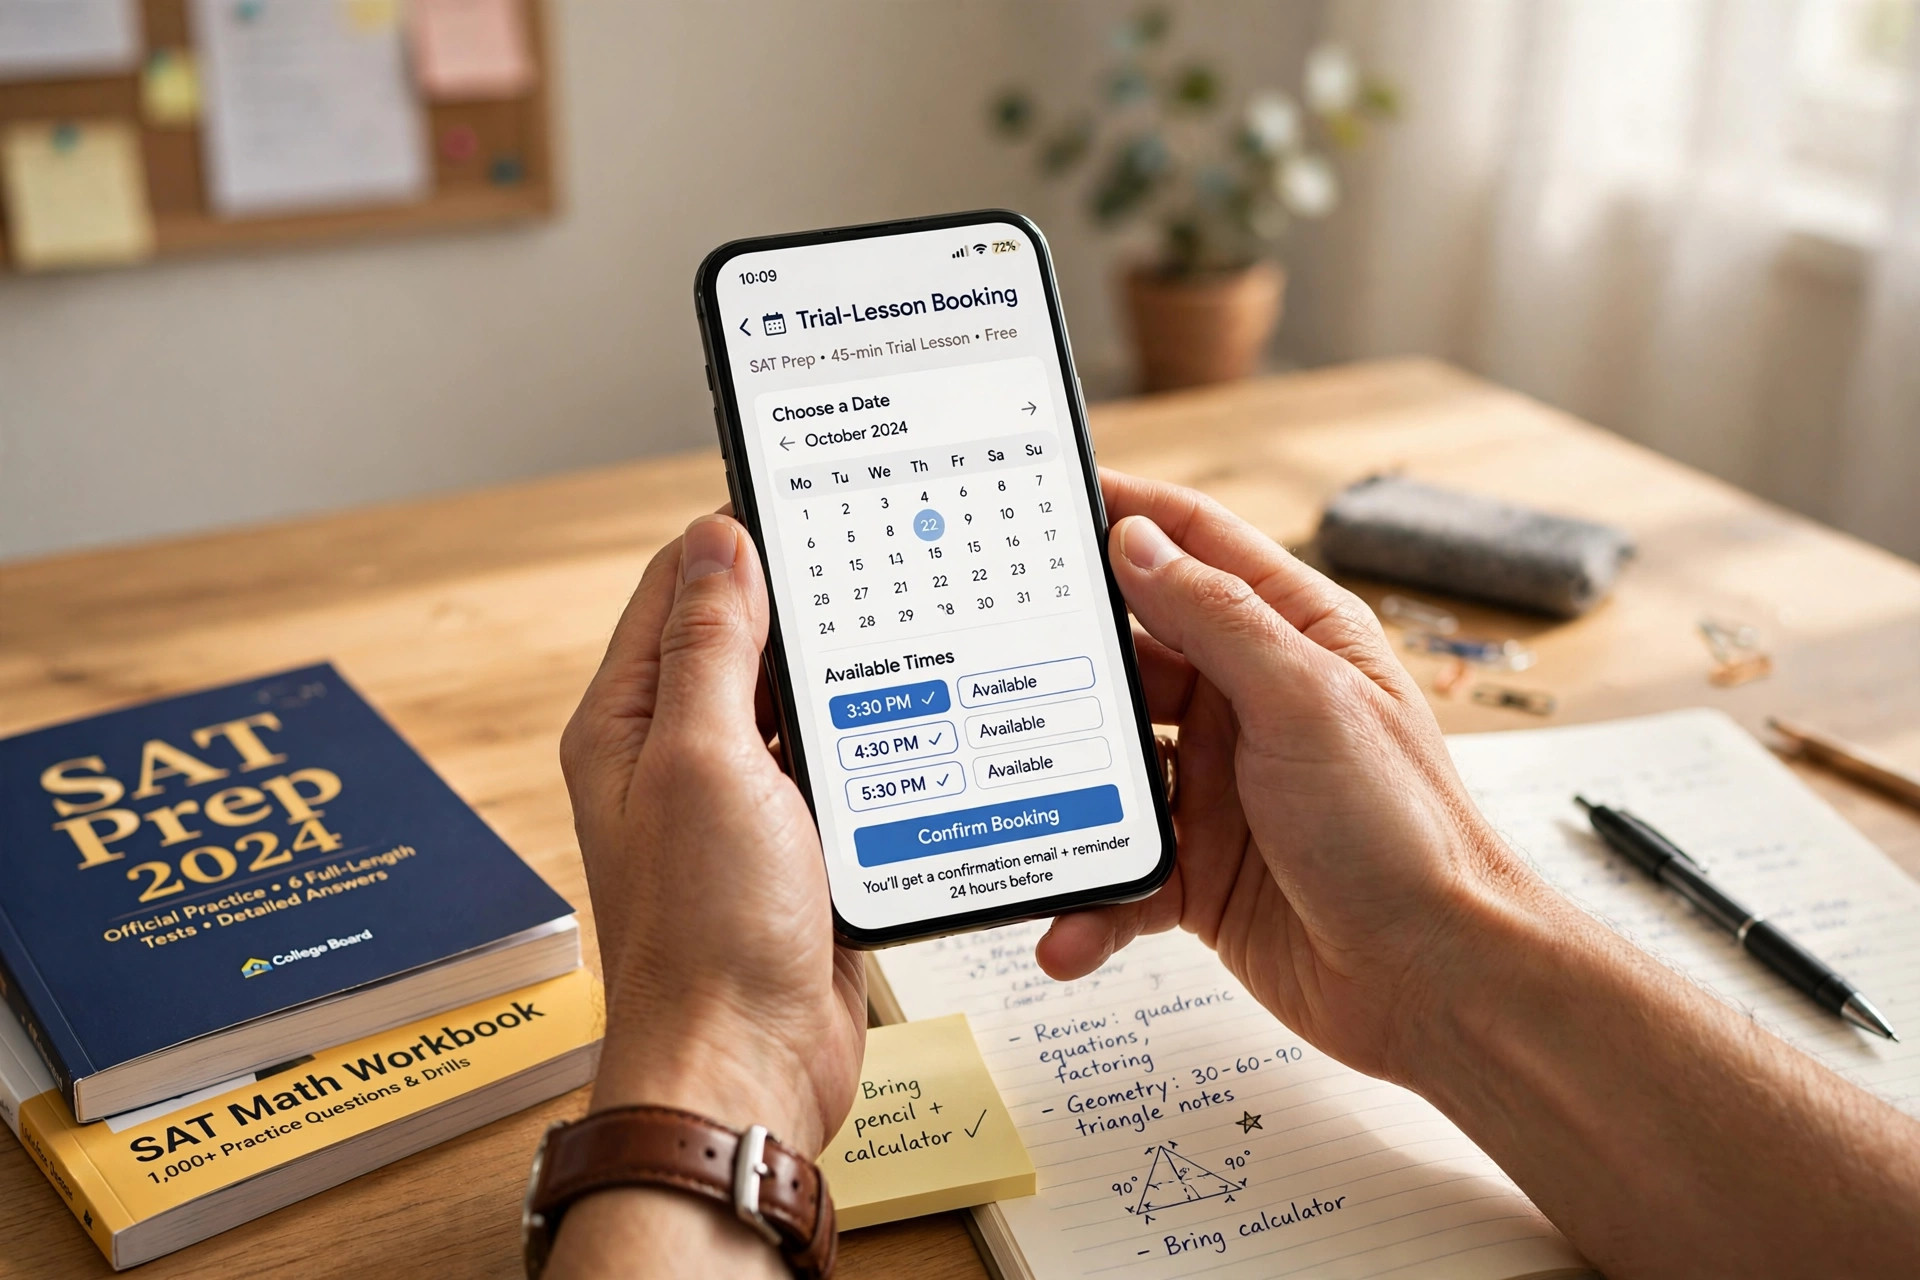 10:09
72%
Trial-Lesson Booking
SAT Prep • 45-min Trial Lesson • Free
Choose a Date
October 2024
Mo Tu We Th Fr Sa Su
1 2 3 4 6 8 7
6 5 8 22 9 10 12
12 15 14 15 15 16 17
26 27 21 22 22 23 24
24 28 29 30 31 32
Available Times
3:30 PM ✓ Available
4:30 PM ✓ Available
5:30 PM ✓ Available
Confirm Booking
You'll get a confirmation email + reminder
24 hours before
SAT
Prep
2024
Official Practice • 6 Full-Length
Tests • Detailed Answers
College Board
SAT Math Workbook
1,000+ Practice Questions & Drills
Bring
pencil +
calculator ✓
- Review: quadraric
equations,
factoring
- Geometry: 30-60-90
triangle notes
90° 90°
- Bring calculator